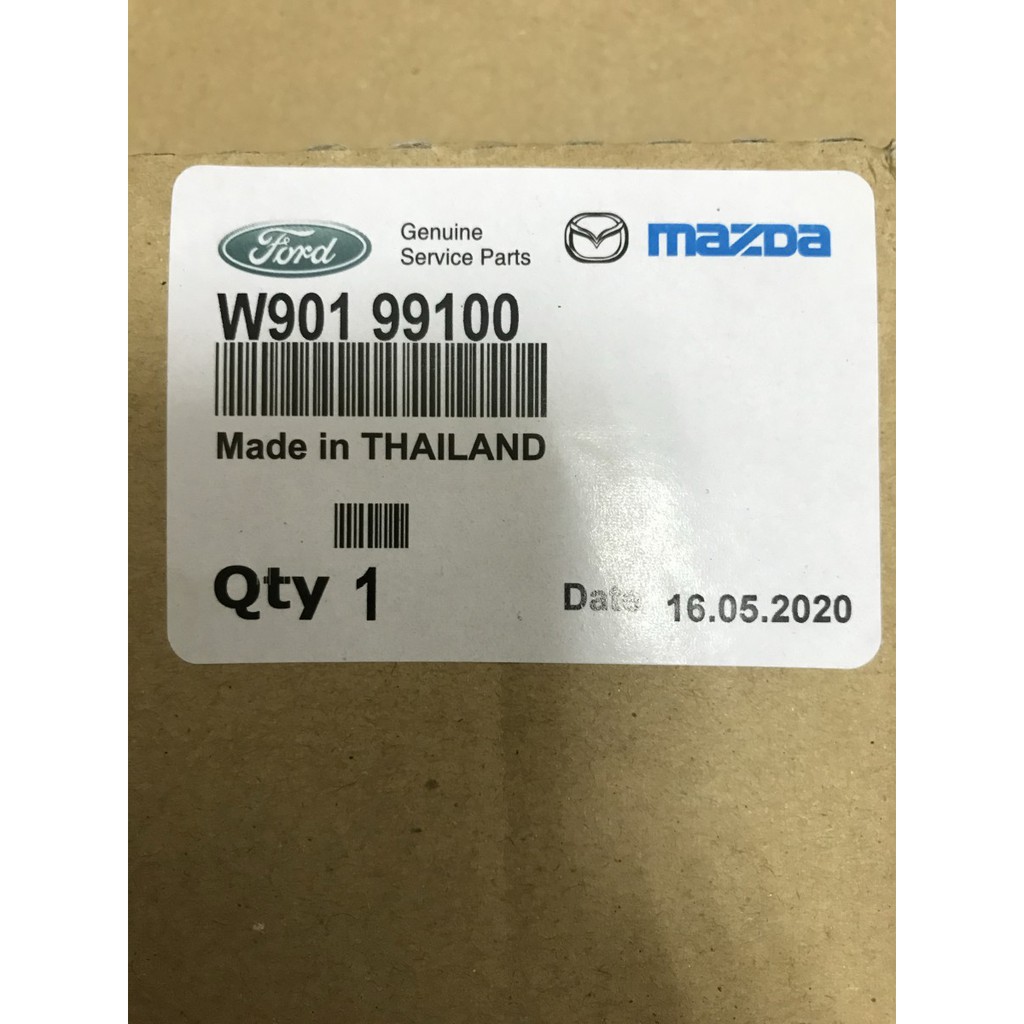 Ford
Genuine
Service Parts
mazda
W901 99100
Made in THAILAND
Qty 1
Date 16.05.2020